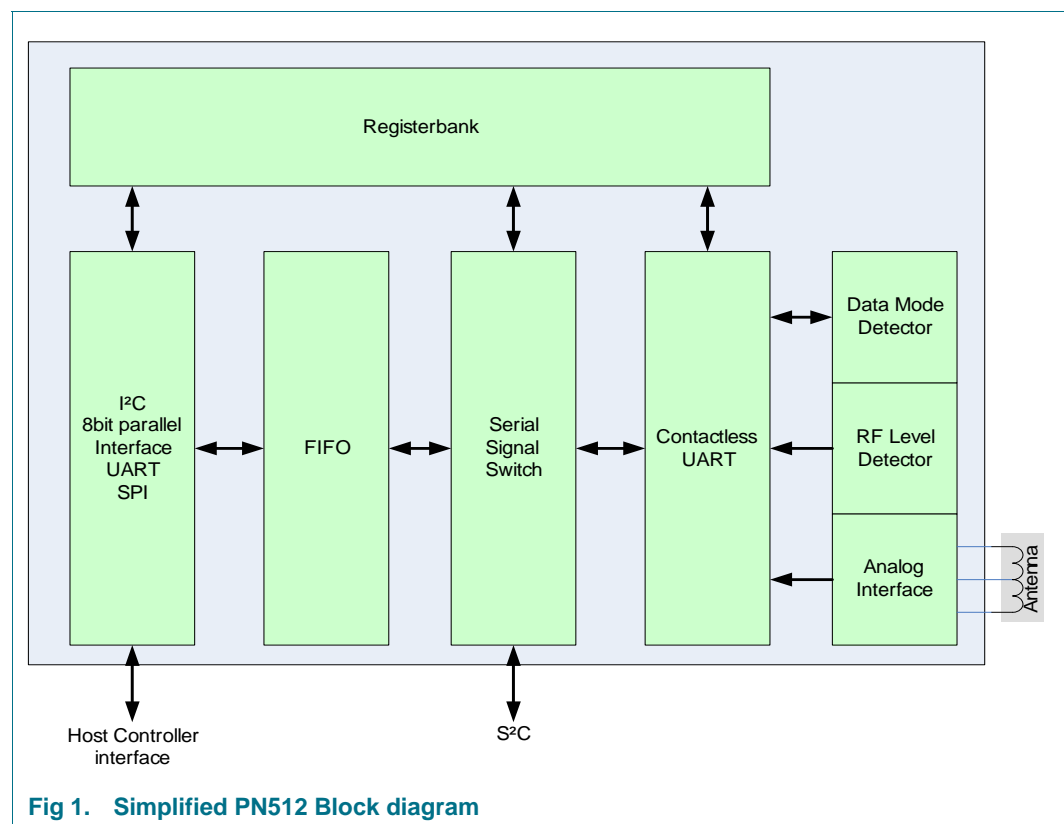 Registerbank
I²C
8bit parallel
Interface
UART
SPI
FIFO
Serial
Signal
Switch
Contactless
UART
Data Mode
Detector
RF Level
Detector
Analog
Interface
Antenna
Host Controller
interface
S²C
Fig 1. Simplified PN512 Block diagram